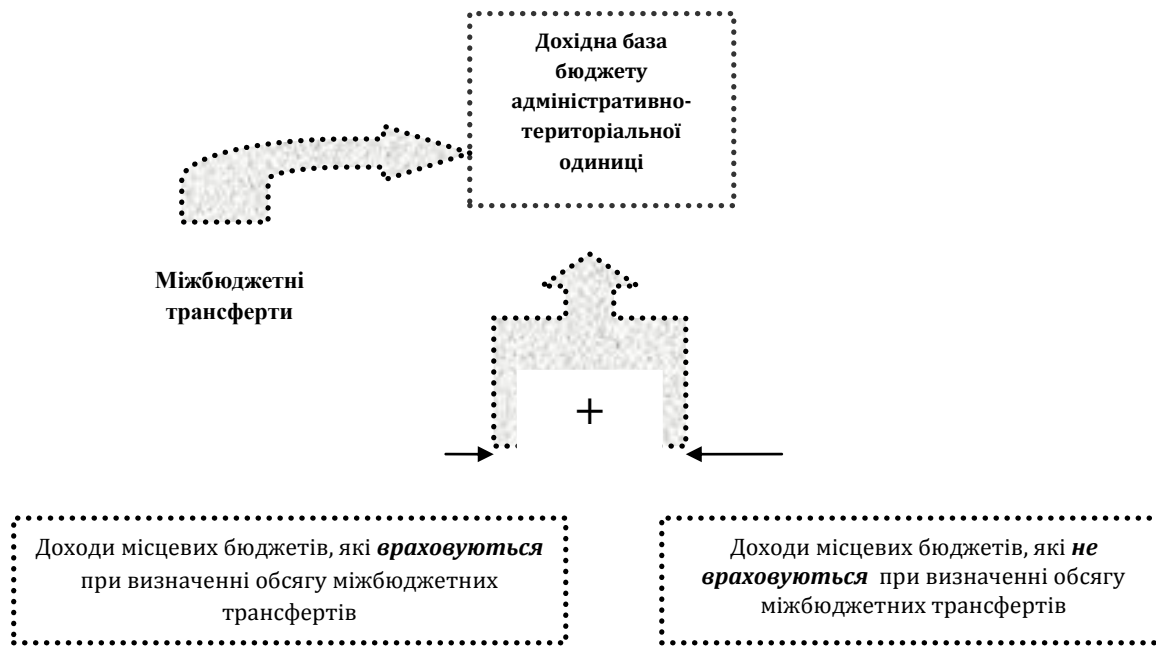 Дохідна база
бюджету
адміністративно-
територіальної
одиниці
Міжбюджетні
трансферти
+
Доходи місцевих бюджетів, які враховуються
при визначенні обсягу міжбюджетних
трансфертів
Доходи місцевих бюджетів, які не
враховуються при визначенні обсягу
міжбюджетних трансфертів